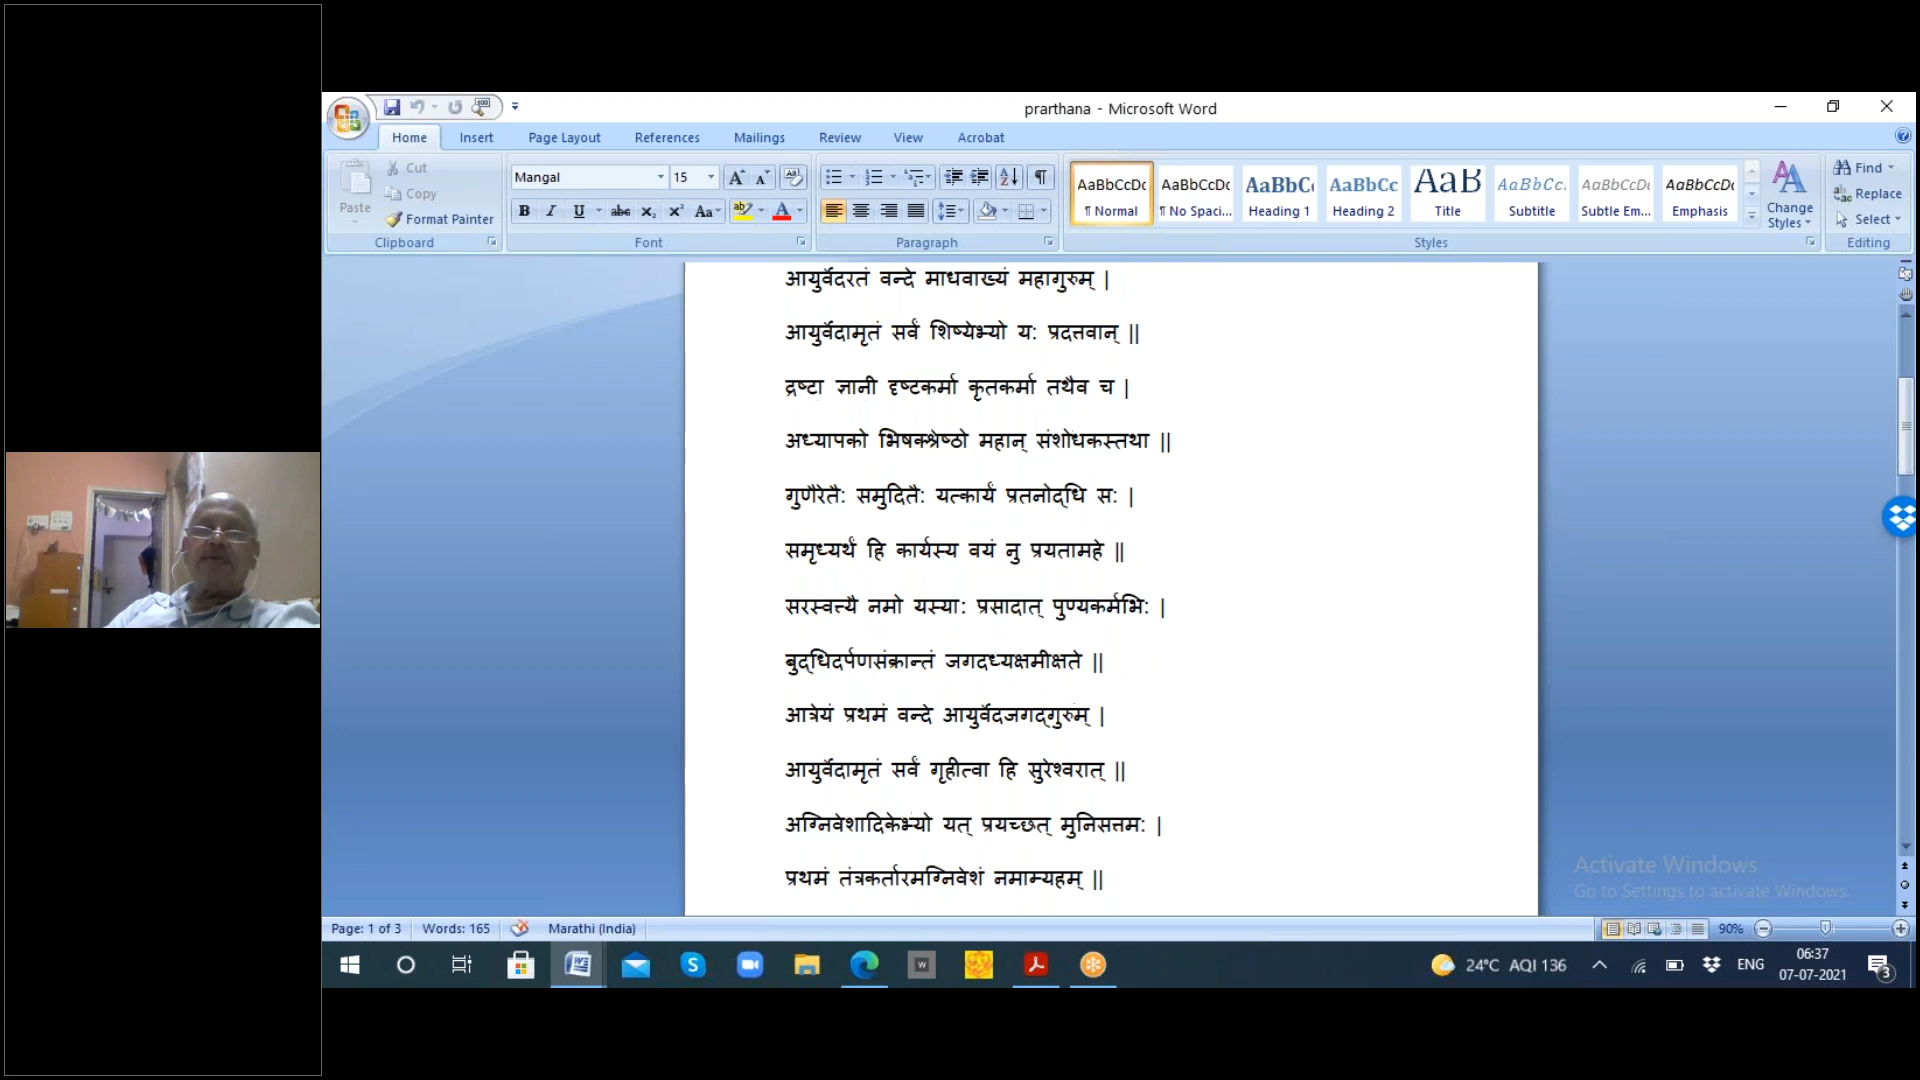 prarthana - Microsoft Word
Home Insert Page Layout References Mailings Review View Acrobat
Paste
Cut
Copy
Format Painter
Clipboard
Mangal 15
Font
Paragraph
AaBbCcDc AaBbCcDc AaBbC AaBbCc AaB AaBbCc. AaBbCcDc AaBbCcDc
¶ Normal ¶ No Spaci... Heading 1 Heading 2 Title Subtitle Subtle Em... Emphasis
Change Styles
Styles
Find
Replace
Select
Editing
आयुर्वेदरतं वन्दे माधवाख्यं महागुरुम् |
आयुर्वेदामृतं सर्वं शिष्येभ्यो यः प्रदत्तवान् ||
द्रष्टा ज्ञानी दृष्टकर्मा कृतकर्मा तथैव च |
अध्यापको भिषक्श्रेष्ठो महान् संशोधकस्तथा ||
गुणैरेतैः समुदितैः यत्कार्यं प्रतनोद्धि सः |
समृध्यर्थं हि कार्यस्य वयं नु प्रयतामहे ||
सरस्वत्यै नमो यस्याः प्रसादात् पुण्यकर्मभिः |
बुद्धिदर्पणसंक्रान्तं जगदध्यक्षमीक्षते ||
आत्रेयं प्रथमं वन्दे आयुर्वेदजगद्गुरुम् |
आयुर्वेदामृतं सर्वं गृहीत्वा हि सुरेश्वरात् ||
अग्निवेशादिकेभ्यो यत् प्रयच्छत् मुनिसत्तमः |
प्रथमं तंत्रकर्तारमग्निवेशं नमाम्यहम् ||
Activate Windows
Go to Settings to activate Windows.
Page: 1 of 3 Words: 165 Marathi (India) 90%
24°C AQI 136 ENG
06:37
07-07-2021
3